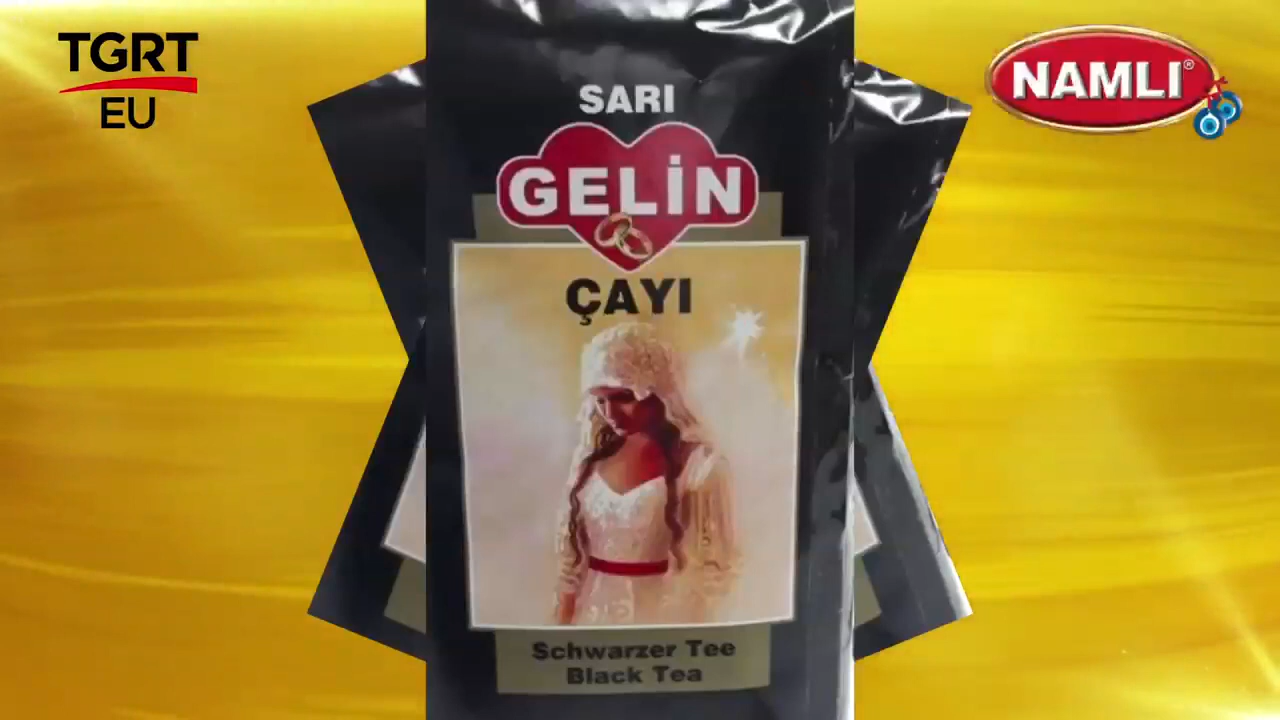 TGRT
EU
NAMLI®
SARI
GELİN
ÇAYI
Schwarzer Tee
Black Tea